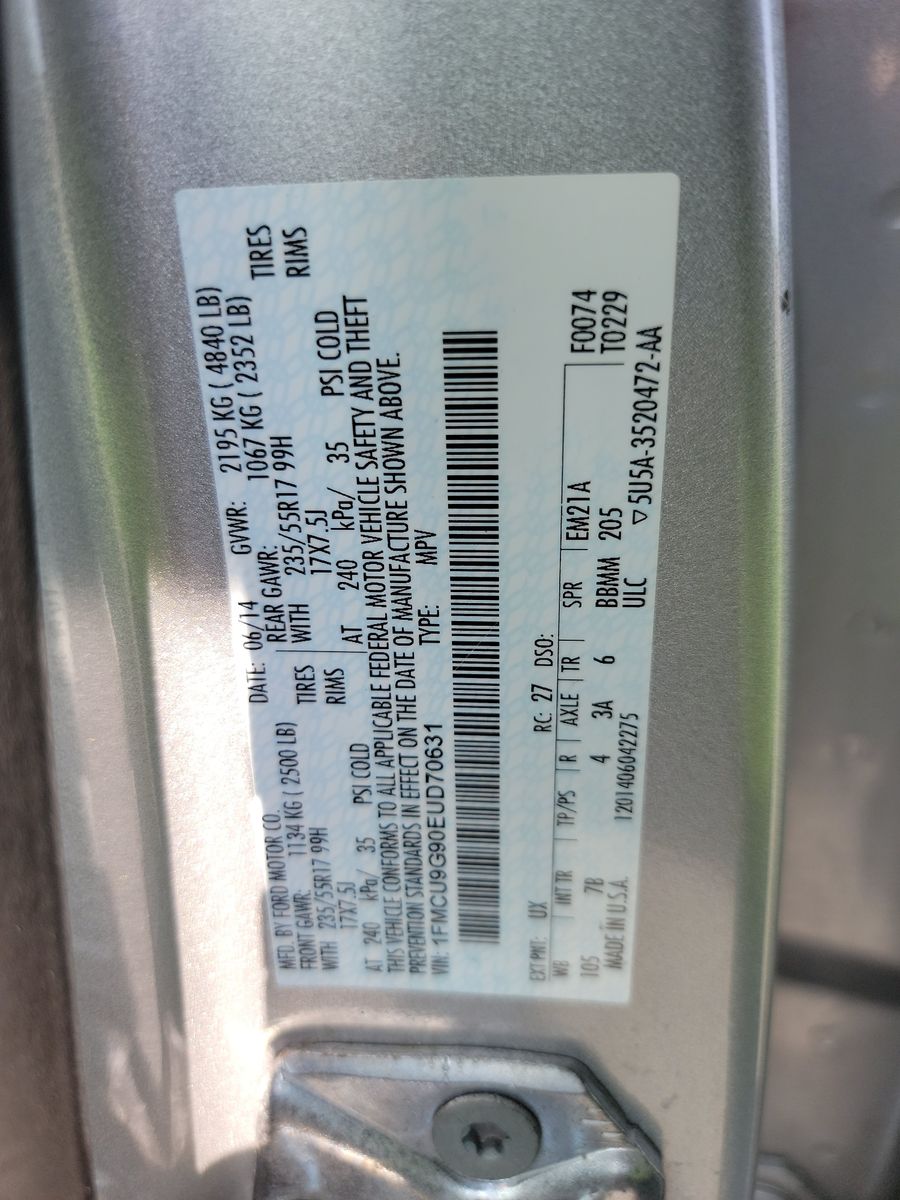 MFD. BY FORD MOTOR CO.
DATE: 06/14 GVWR: 2195 KG ( 4840 LB)
FRONT GAWR: 1134 KG ( 2500 LB) REAR GAWR: 1067 KG ( 2352 LB)
WITH 235/55R17 99H TIRES WITH 235/55R17 99H TIRES
17X7.5J RIMS 17X7.5J RIMS
AT 240 kPa/ 35 PSI COLD AT 240 kPa/ 35 PSI COLD
THIS VEHICLE CONFORMS TO ALL APPLICABLE FEDERAL MOTOR VEHICLE SAFETY AND THEFT
PREVENTION STANDARDS IN EFFECT ON THE DATE OF MANUFACTURE SHOWN ABOVE.
VIN: 1FMCU9G90EUD70631 TYPE: MPV
EXT PNT: UX RC: 27 DSO: F0074
WB INT TR TP/PS R AXLE TR SPR EM21A T0229
105 7B 4 3A 6 BBMM 205
MADE IN U.S.A. 1201406042275 ULC ▽5U5A-3520472-AA